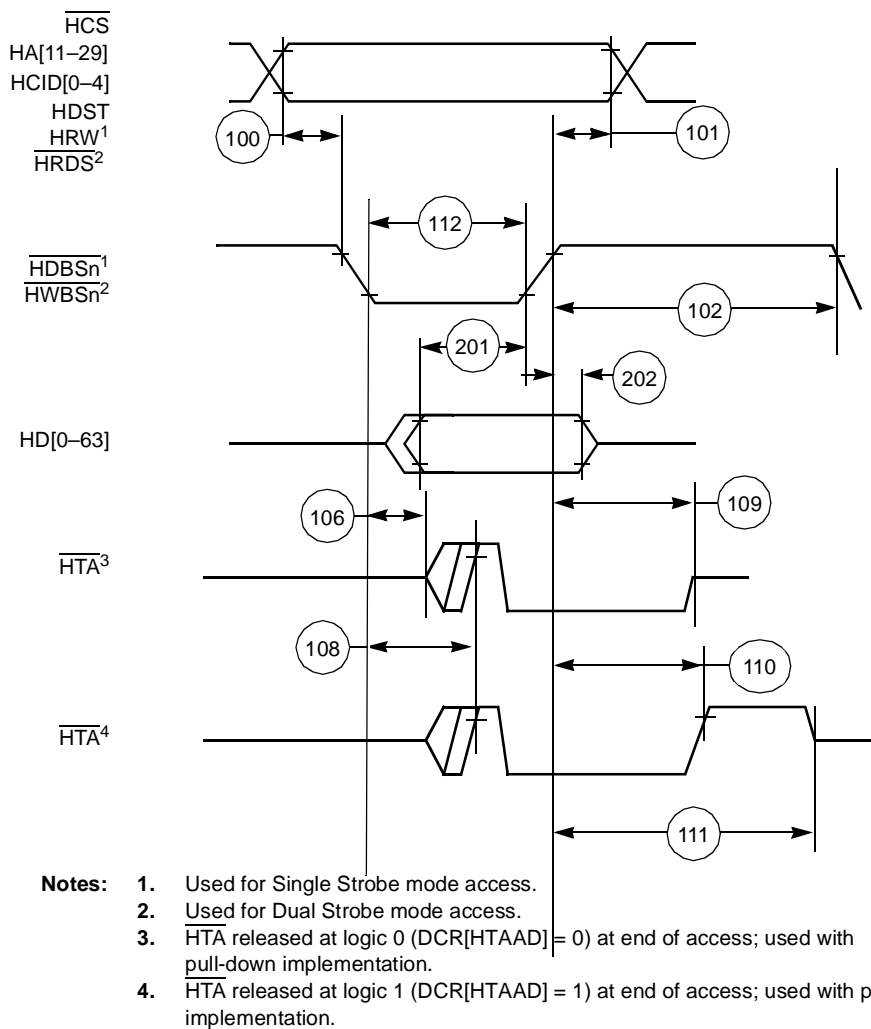 HCS
HA[11–29]
HCID[0–4]
HDST
HRW1
HRDS2
100
101
112
HDBSn1
HWBSn2
102
201
202
HD[0–63]
106
109
HTA3
108
110
HTA4
111
Notes: 1. Used for Single Strobe mode access.
2. Used for Dual Strobe mode access.
3. HTA released at logic 0 (DCR[HTAAD] = 0) at end of access; used with
pull-down implementation.
4. HTA released at logic 1 (DCR[HTAAD] = 1) at end of access; used with p
implementation.